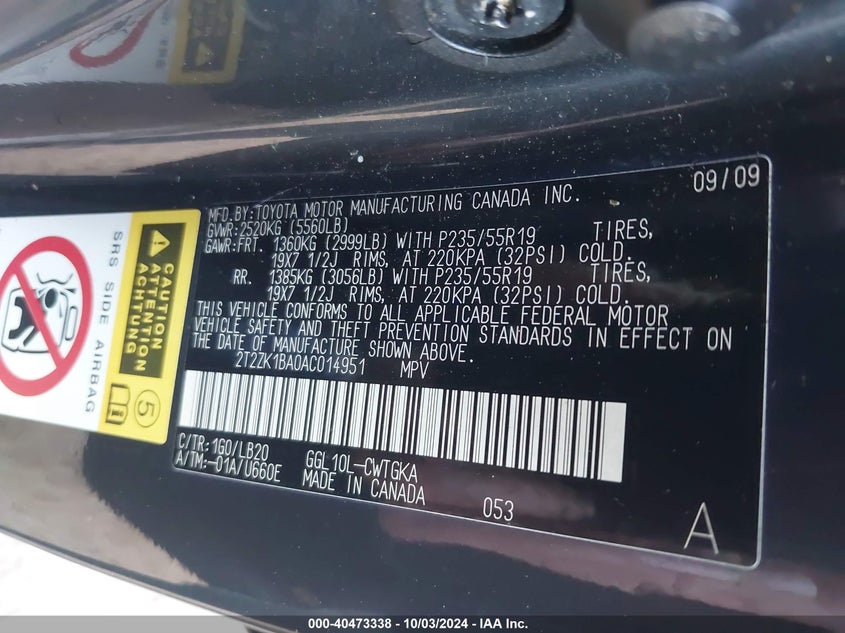 09/09
MFD.BY:TOYOTA MOTOR MANUFACTURING CANADA INC.
GVWR:2520KG (5560LB)
GAWR:FRT. 1360KG (2999LB) WITH P235/55R19 TIRES,
19X7 1/2J RIMS, AT 220KPA (32PSI) COLD.
RR. 1385KG (3056LB) WITH P235/55R19 TIRES,
19X7 1/2J RIMS, AT 220KPA (32PSI) COLD.
THIS VEHICLE CONFORMS TO ALL APPLICABLE FEDERAL MOTOR
VEHICLE SAFETY AND THEFT PREVENTION STANDARDS IN EFFECT ON
THE DATE OF MANUFACTURE SHOWN ABOVE.
2T2ZK1BA0AC014951 MPV
C/TR:1G0/LB20 GGL10L-CWTGKA
A/TM:-01A/U660E MADE IN CANADA
053
A
SRS SIDE AIRBAG
CAUTION
ATTENTION
ACHTUNG
5
000-40473338 - 10/03/2024 - IAA Inc.